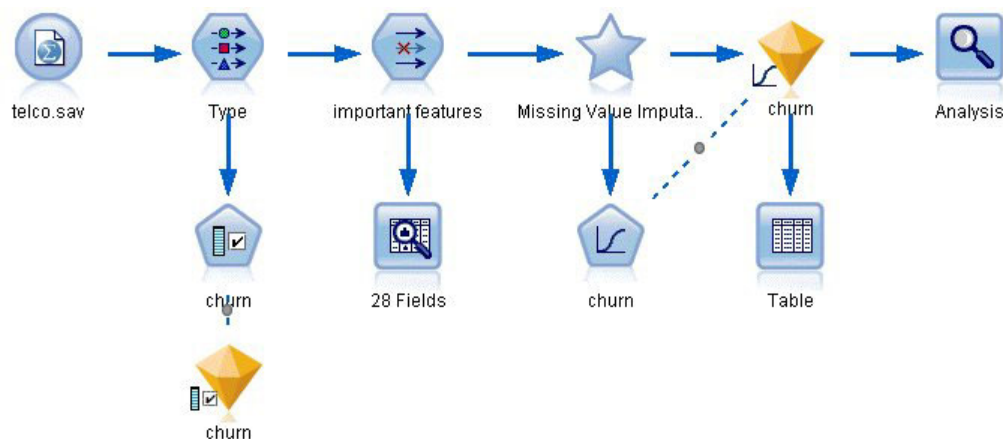 telco.sav
Type
important features
Missing Value Imputa..
churn
Analysis
churn
28 Fields
churn
Table
churn